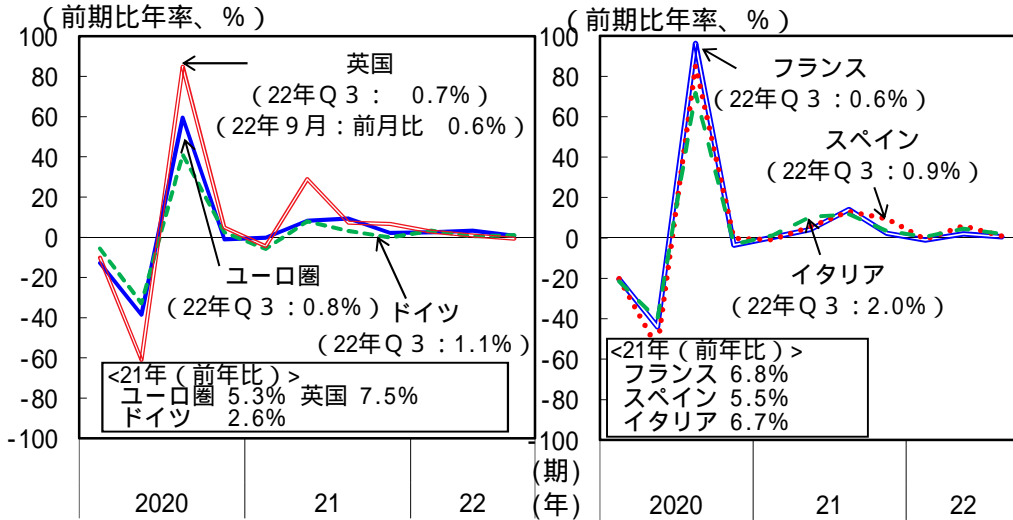 (前期比年率、%)
100
80
60
40
20
0
-20
-40
-60
-80
-100
英国
(22年Q3: 0.7%)
(22年9月:前月比 0.6%)
ユーロ圏
(22年Q3:0.8%)
ドイツ
(22年Q3:1.1%)
<21年(前年比)>
ユーロ圏 5.3% 英国 7.5%
ドイツ 2.6%
2020 21 22
(前期比年率、%)
100
80
60
40
20
0
-20
-40
-60
-80
-100
フランス
(22年Q3:0.6%)
スペイン
(22年Q3:0.9%)
イタリア
(22年Q3:2.0%)
<21年(前年比)>
フランス 6.8%
スペイン 5.5%
イタリア 6.7%
(期)
(年)
2020 21 22